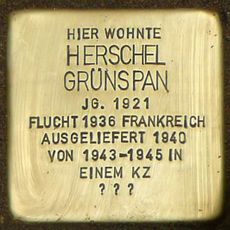 HIER WOHNTE
HERSCHEL
GRÜNSPAN
JG. 1921
FLUCHT 1936 FRANKREICH
AUSGELIEFERT 1940
VON 1943-1945 IN
EINEM KZ
? ? ?